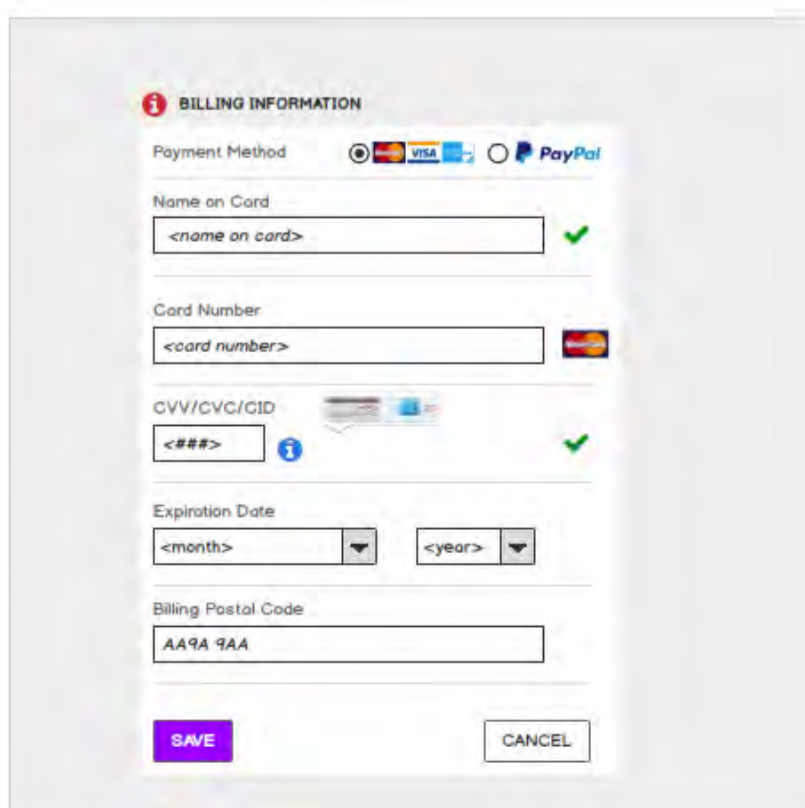 BILLING INFORMATION
Payment Method VISA PayPal
Name on Card
<name on card>
Card Number
<card number>
CVV/CVC/CID
<###>
Expiration Date
<month> <year>
Billing Postal Code
AA9A 9AA
SAVE CANCEL